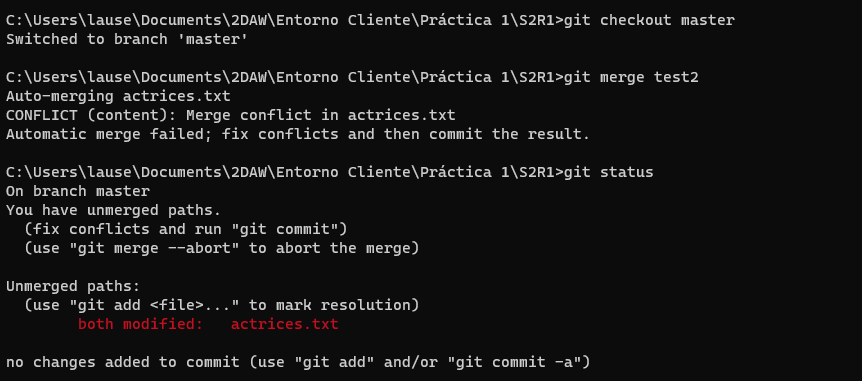 C:\Users\lause\Documents\2DAW\Entorno Cliente\Práctica 1\S2R1>git checkout master
Switched to branch 'master'
C:\Users\lause\Documents\2DAW\Entorno Cliente\Práctica 1\S2R1>git merge test2
Auto-merging actrices.txt
CONFLICT (content): Merge conflict in actrices.txt
Automatic merge failed; fix conflicts and then commit the result.
C:\Users\lause\Documents\2DAW\Entorno Cliente\Práctica 1\S2R1>git status
On branch master
You have unmerged paths.
  (fix conflicts and run "git commit")
  (use "git merge --abort" to abort the merge)
Unmerged paths:
  (use "git add <file>..." to mark resolution)
        both modified:   actrices.txt
no changes added to commit (use "git add" and/or "git commit -a")